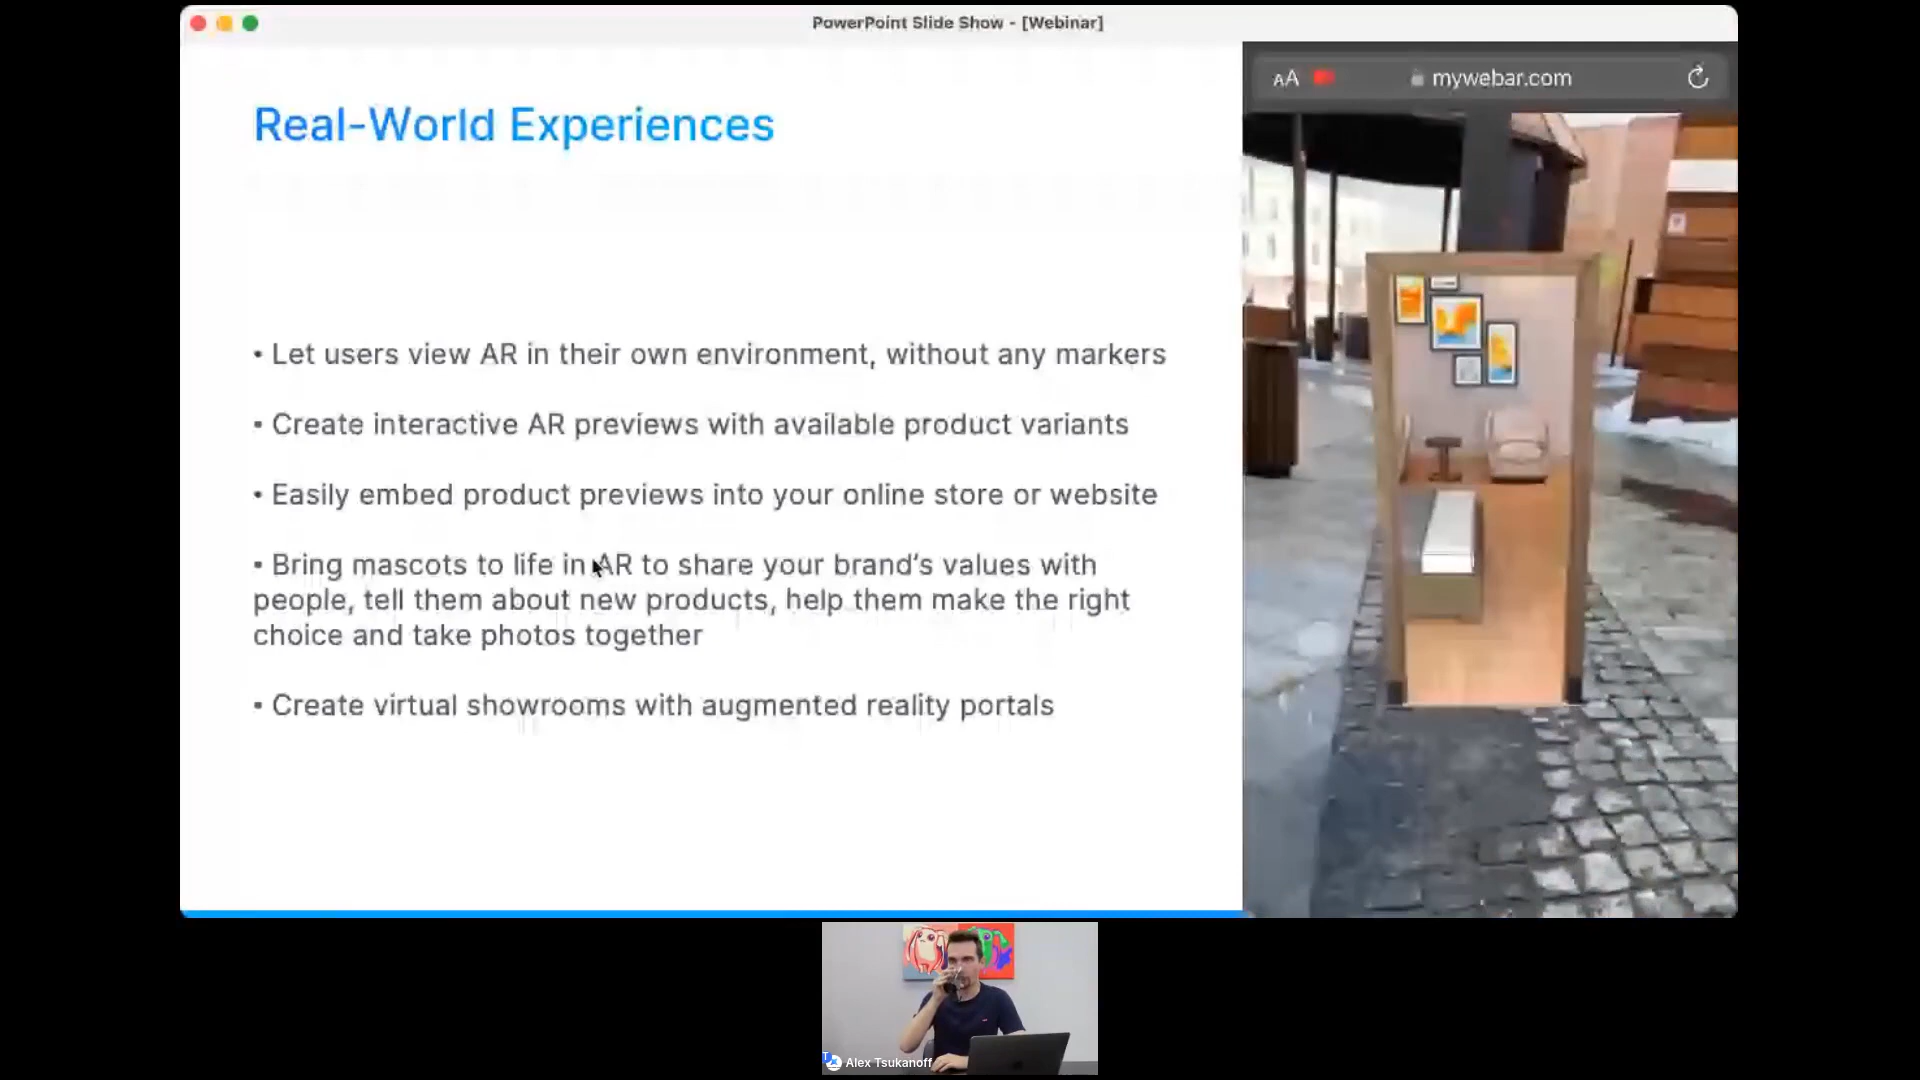 PowerPoint Slide Show - [Webinar]
Real-World Experiences
AA
mywebar.com
• Let users view AR in their own environment, without any markers
▪ Create interactive AR previews with available product variants
• Easily embed product previews into your online store or website
▪ Bring mascots to life in AR to share your brand’s values with
people, tell them about new products, help them make the right
choice and take photos together
▪ Create virtual showrooms with augmented reality portals
Alex Tsukanoff